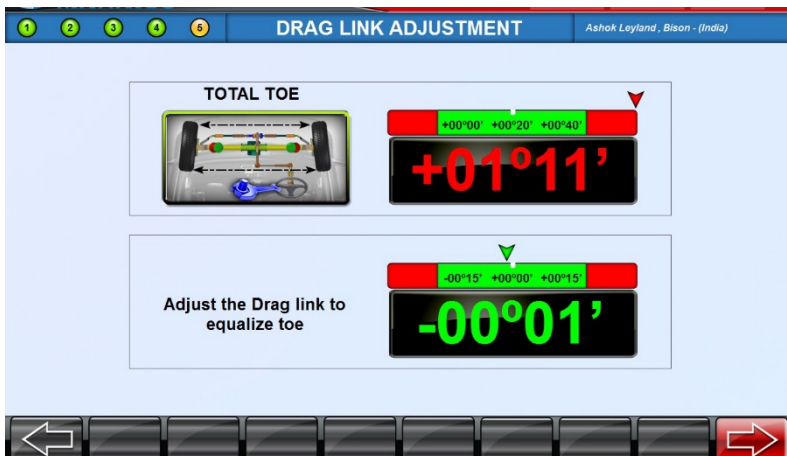 1 2 3 4 5 DRAG LINK ADJUSTMENT Ashok Leyland , Bison - (India)
TOTAL TOE
+00º00' +00º20' +00º40'
+01º11’
-00º15' +00º00' +00º15'
Adjust the Drag link to
equalize toe
-00º01’